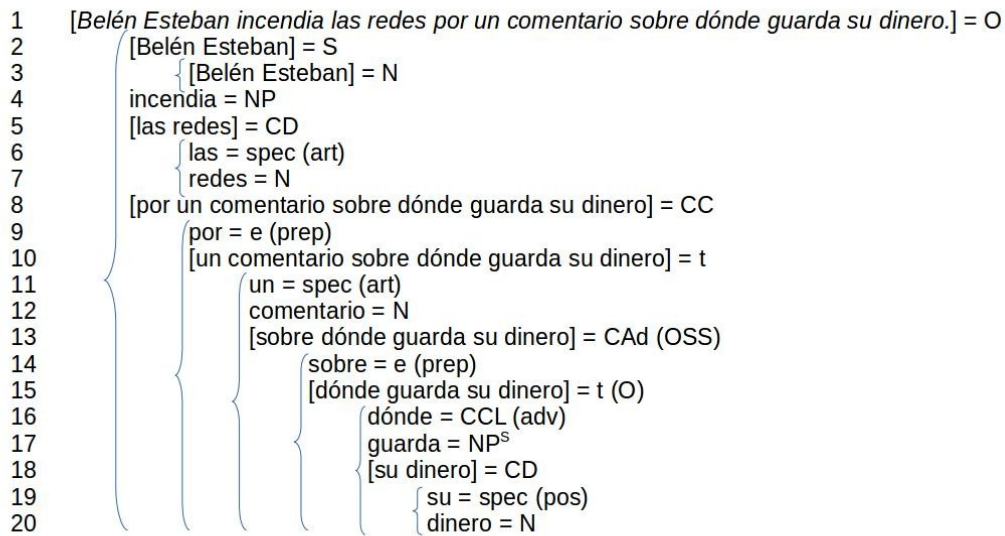 1 [Belén Esteban incendia las redes por un comentario sobre dónde guarda su dinero.] = O
2 [Belén Esteban] = S
3 [Belén Esteban] = N
4 incendia = NP
5 [las redes] = CD
6 las = spec (art)
7 redes = N
8 [por un comentario sobre dónde guarda su dinero] = CC
9 por = e (prep)
10 [un comentario sobre dónde guarda su dinero] = t
11 un = spec (art)
12 comentario = N
13 [sobre dónde guarda su dinero] = CAd (OSS)
14 sobre = e (prep)
15 [dónde guarda su dinero] = t (O)
16 dónde = CCL (adv)
17 guarda = NPˢ
18 [su dinero] = CD
19 su = spec (pos)
20 dinero = N